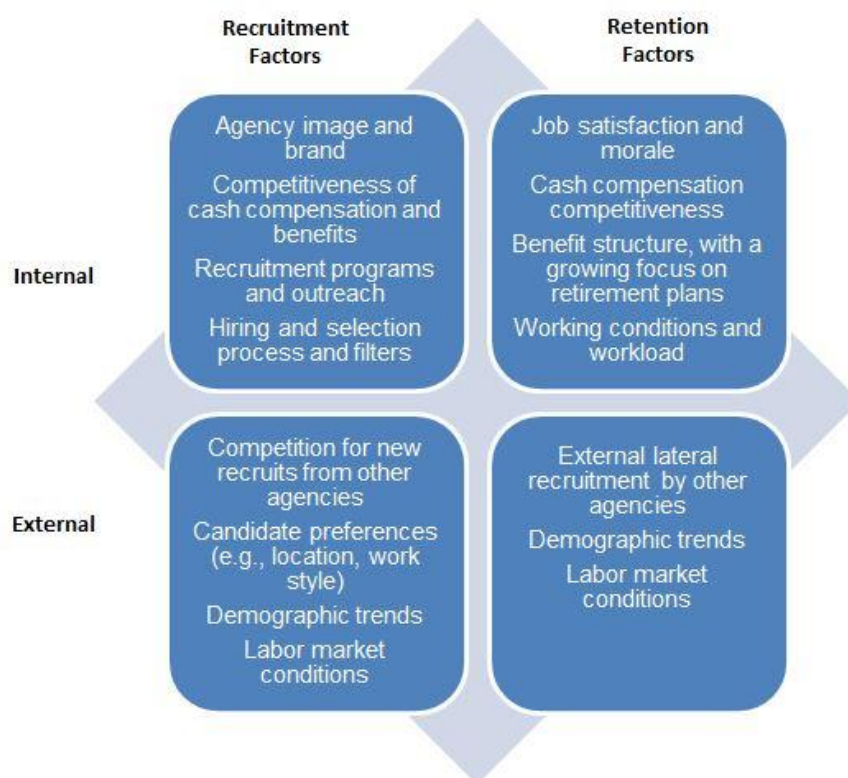 Recruitment
Factors
Retention
Factors
Internal
Agency image and
brand
Competitiveness of
cash compensation and
benefits
Recruitment programs
and outreach
Hiring and selection
process and filters
Job satisfaction and
morale
Cash compensation
competitiveness
Benefit structure, with a
growing focus on
retirement plans
Working conditions and
workload
External
Competition for new
recruits from other
agencies
Candidate preferences
(e.g., location, work
style)
Demographic trends
Labor market
conditions
External lateral
recruitment by other
agencies
Demographic trends
Labor market
conditions